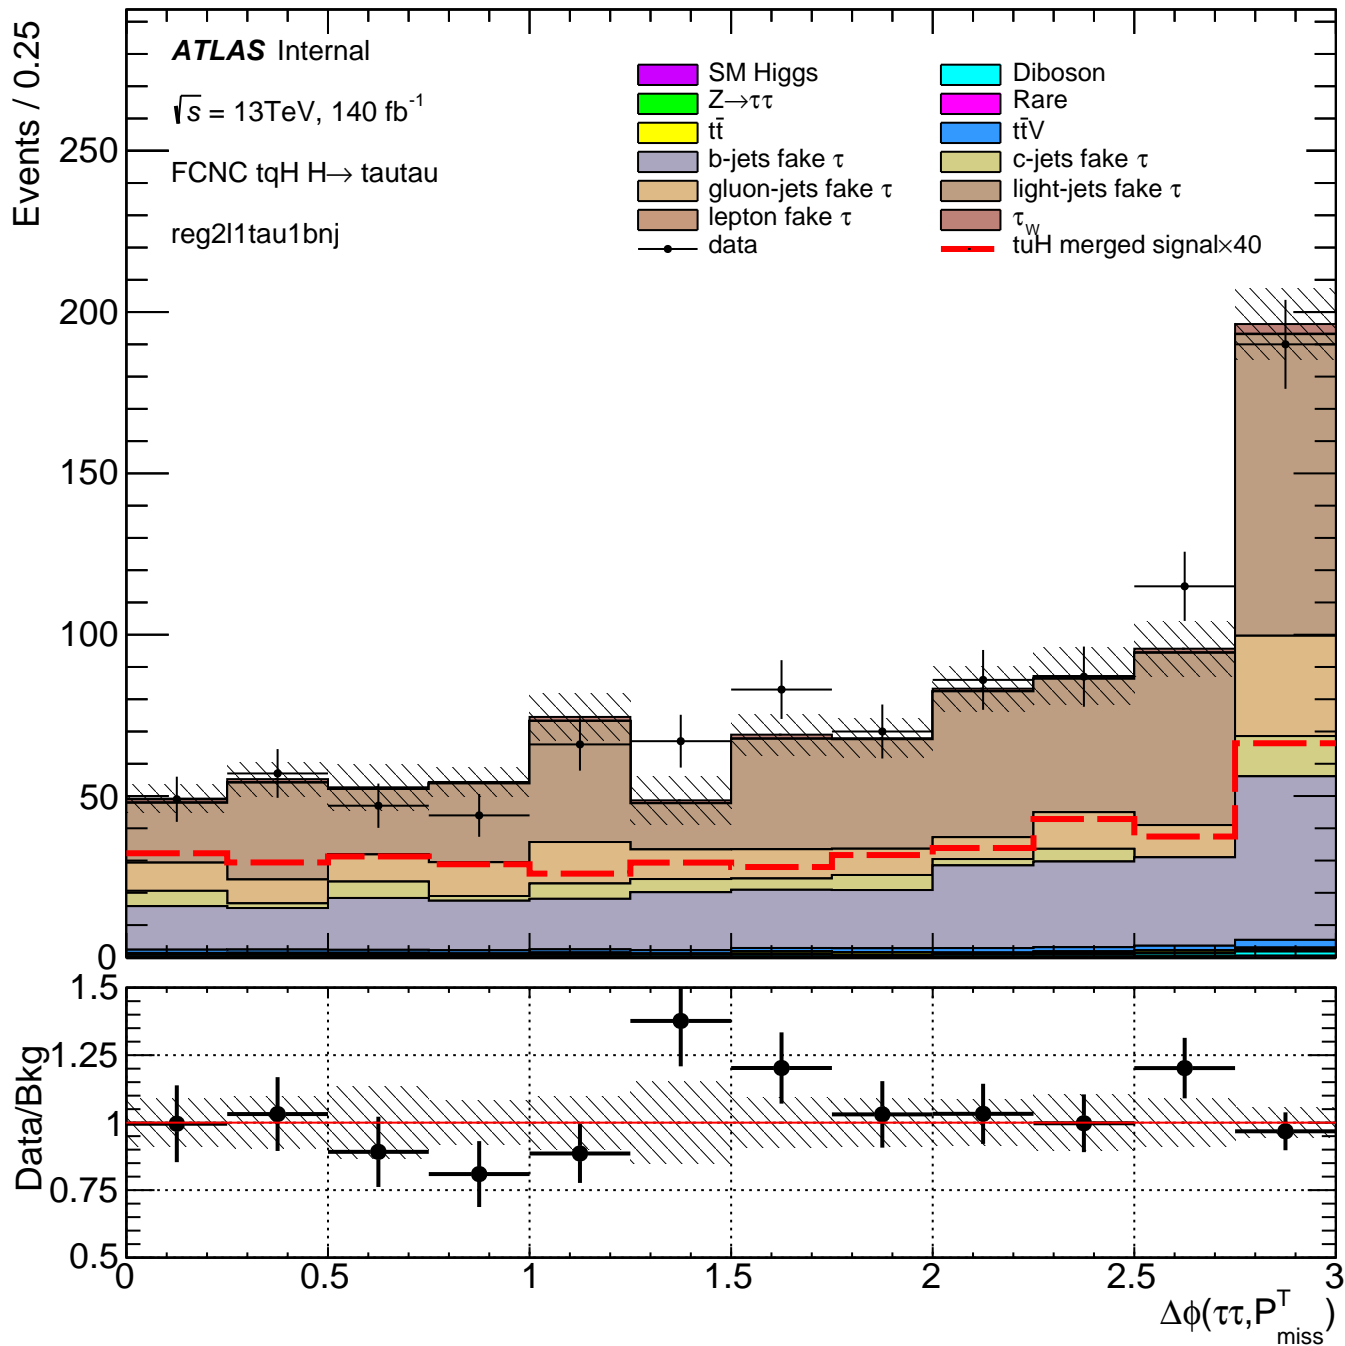 Events / 0.25
ATLAS Internal
√s = 13TeV, 140 fb⁻¹
FCNC tqH H→ tautau
reg2l1tau1bnj
SM Higgs
Diboson
Z→ττ
Rare
tt̄
tt̄V
b-jets fake τ
c-jets fake τ
gluon-jets fake τ
light-jets fake τ
lepton fake τ
τ_W
data
tuH merged signal×40
250
200
150
100
50
0
Data/Bkg
1.5
1.25
1
0.75
0.5
0 0.5 1 1.5 2 2.5 3
Δϕ(ττ,P^T_miss)